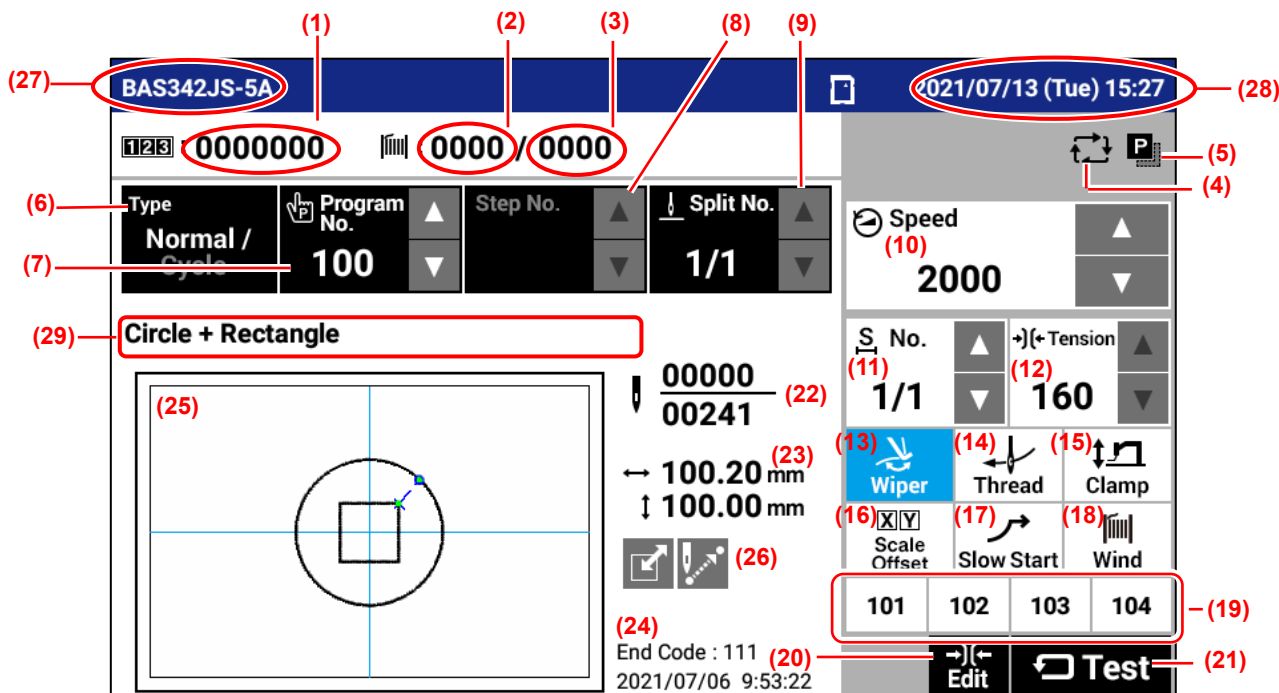 (1) (2) (3) (8) (9)
(27) BAS342JS-5A 2021/07/13 (Tue) 15:27 (28)
123 0000000 0000 / 0000 P (5)
(4)
(6) Type P Program No. Step No. Split No. Speed
Normal / Cycle (10)
(7) 100 1/1 2000
(29) Circle + Rectangle S No. Tension
(11) (12)
00000 1/1 160
00241 (22)
(25) (13) (14) (15)
(23) Wiper Thread Clamp
100.20 mm
100.00 mm
(16) (17) (18)
X Y
Scale Offset Slow Start Wind
(26)
101 102 103 104 (19)
(24)
End Code : 111 (20) Edit Test (21)
2021/07/06 9:53:22